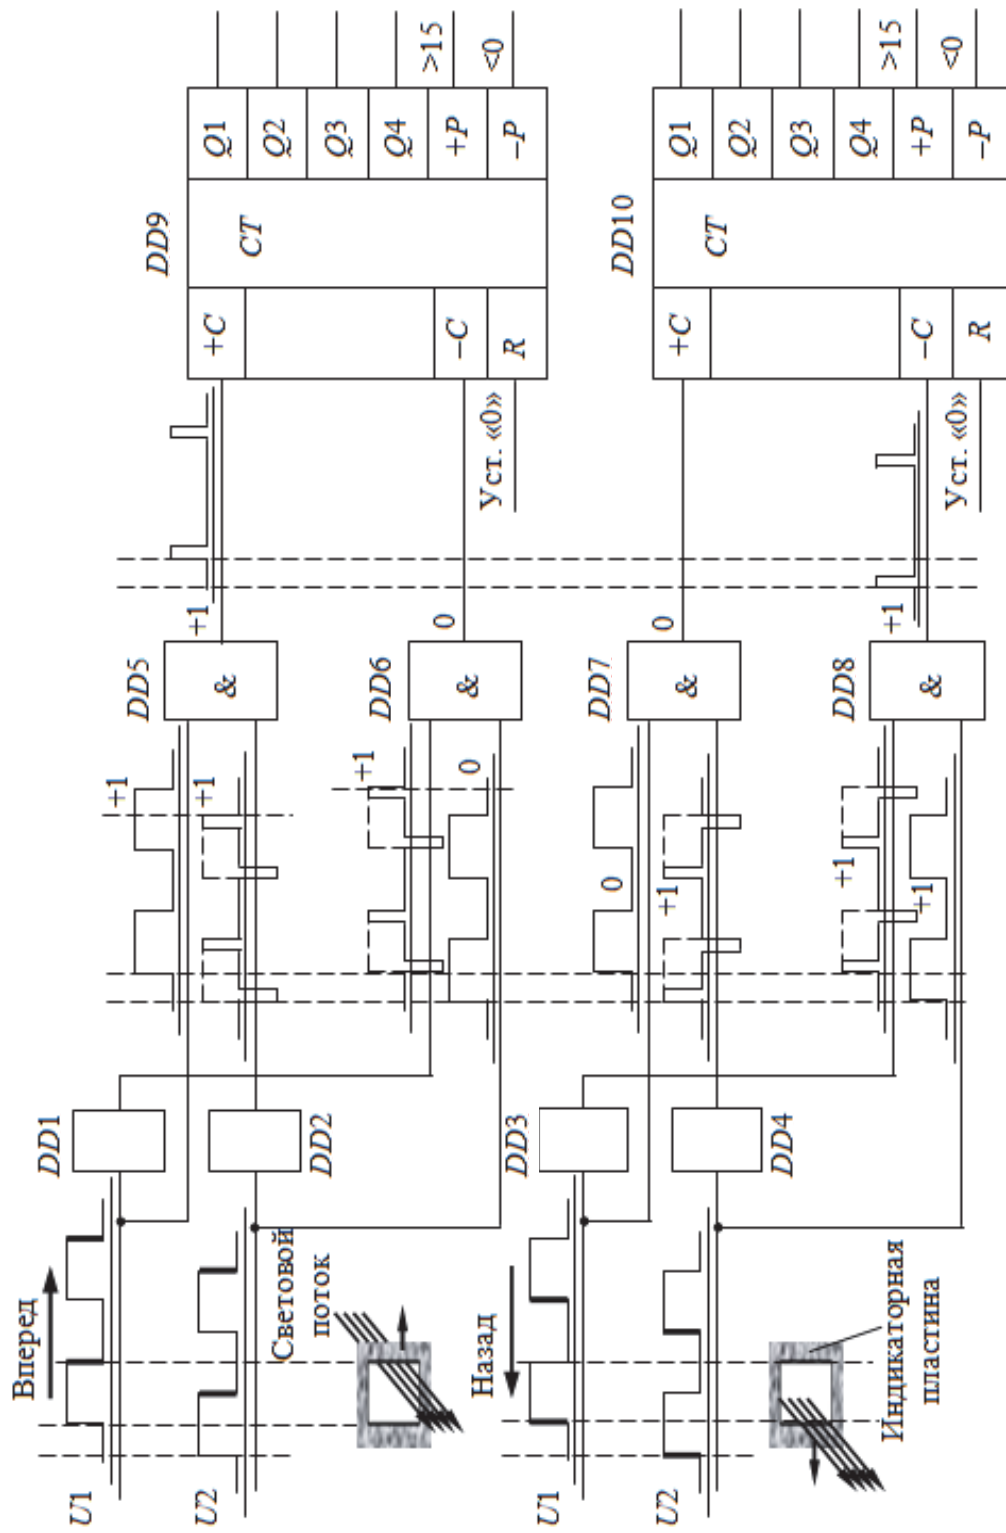 Вперед
U1
U2
DD1
DD2
Световой
поток
+1
+1
+1
0
DD5
&
+1
DD6
&
0
DD9
+C
–C
R
CT
Q1
Q2
Q3
Q4
+P
–P
>15
<0
Уст. «0»
Назад
U1
U2
DD3
DD4
Индикаторная
пластина
0
+1
+1
+1
DD7
&
0
DD8
&
+1
DD10
+C
–C
R
CT
Q1
Q2
Q3
Q4
+P
–P
>15
<0
Уст. «0»